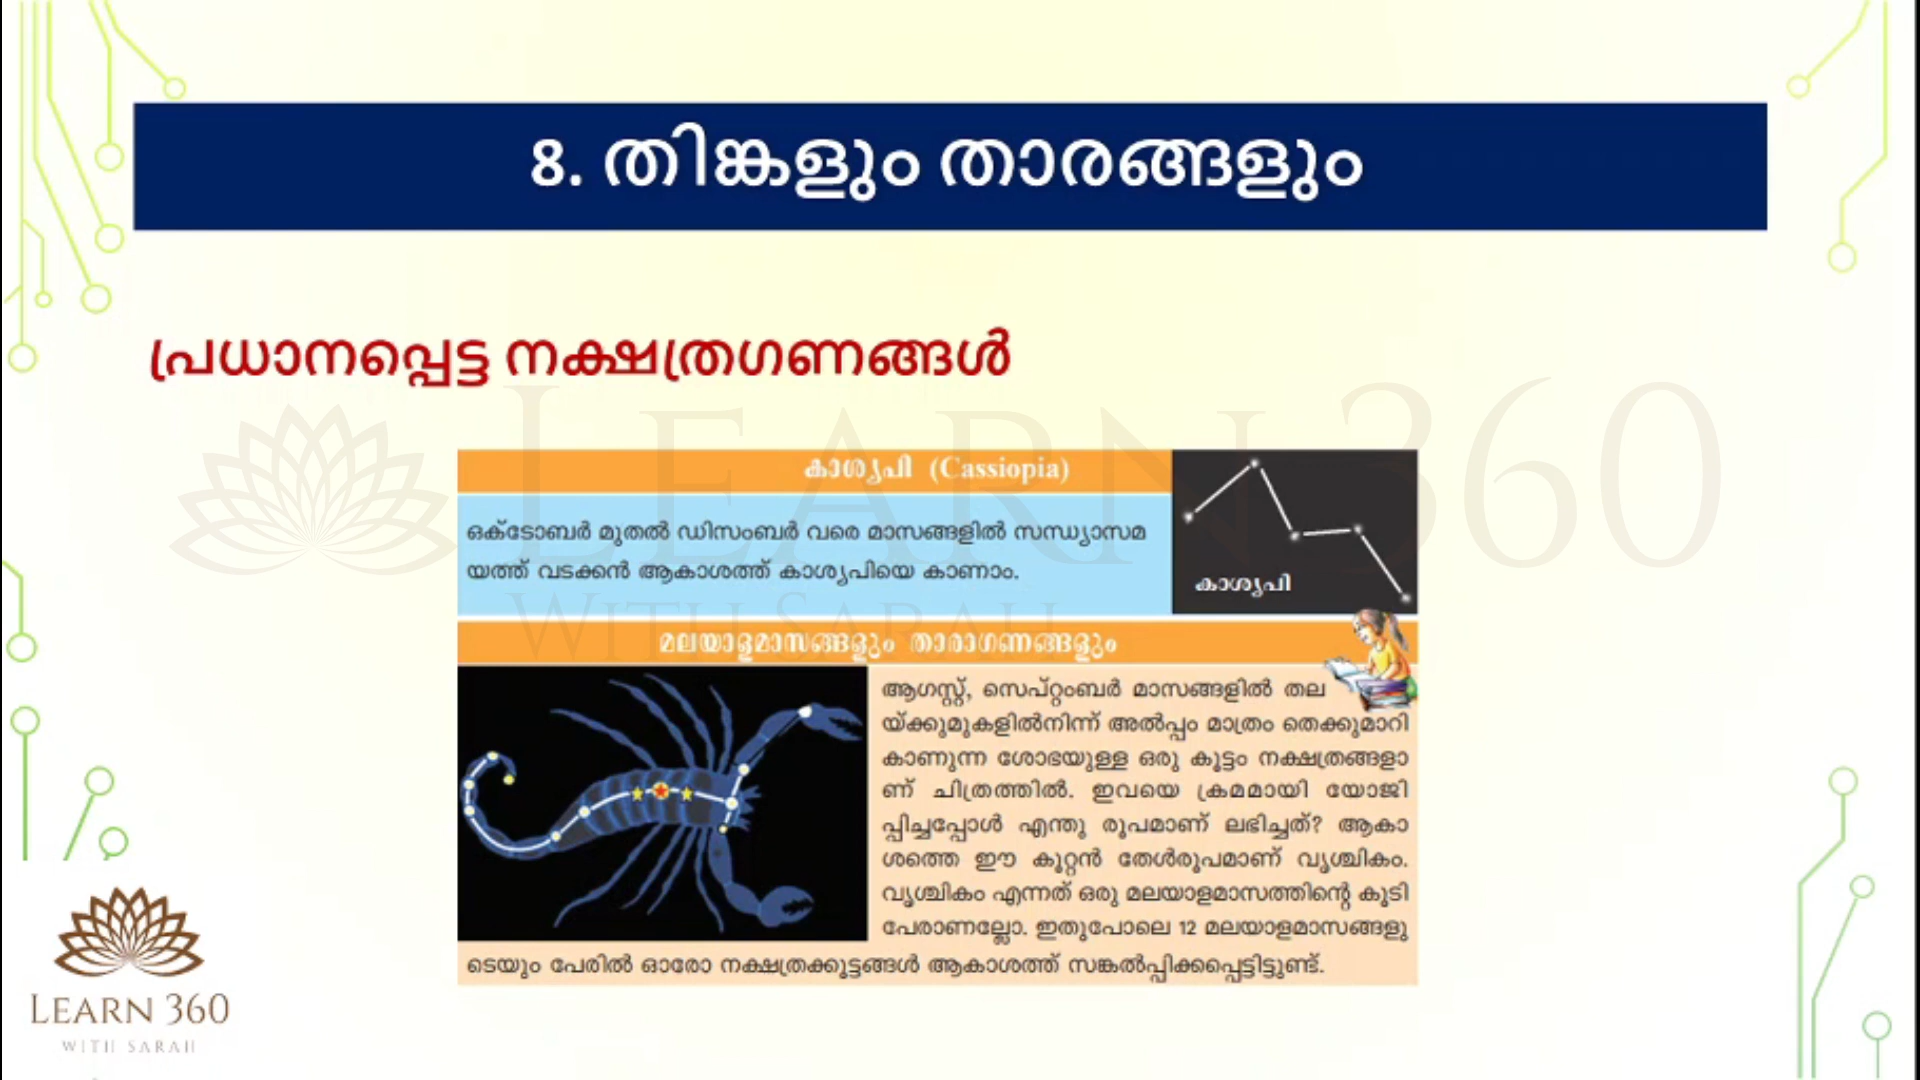 8. തിങ്കളും താരങ്ങളും
പ്രധാനപ്പെട്ട നക്ഷത്രഗണങ്ങൾ
കാശ്യപി (Cassiopia)
ഒക്ടോബർ മുതൽ ഡിസംബർ വരെ മാസങ്ങളിൽ സന്ധ്യാസമ
യത്ത് വടക്കൻ ആകാശത്ത് കാശ്യപിയെ കാണാം.
കാശ്യപി
മലയാളമാസങ്ങളും താരാഗണങ്ങളും
ആഗസ്റ്റ്, സെപ്റ്റംബർ മാസങ്ങളിൽ തല
യ്ക്കുമുകളിൽനിന്ന് അൽപ്പം മാത്രം തെക്കുമാറി
കാണുന്ന ശോഭയുള്ള ഒരു കൂട്ടം നക്ഷത്രങ്ങളാ
ണ് ചിത്രത്തിൽ. ഇവയെ ക്രമമായി യോജി
പ്പിച്ചപ്പോൾ എന്തു രൂപമാണ് ലഭിച്ചത്? ആകാ
ശത്തെ ഈ കൂറ്റൻ തേൾരൂപമാണ് വൃശ്ചികം.
വൃശ്ചികം എന്നത് ഒരു മലയാളമാസത്തിന്റെ കൂടി
പേരാണല്ലോ. ഇതുപോലെ 12 മലയാളമാസങ്ങളു
ടെയും പേരിൽ ഓരോ നക്ഷത്രക്കൂട്ടങ്ങൾ ആകാശത്ത് സങ്കൽപ്പിക്കപ്പെട്ടിട്ടുണ്ട്.
LEARN 360
WITH SARAH
LEARN 360
WITH SARAH